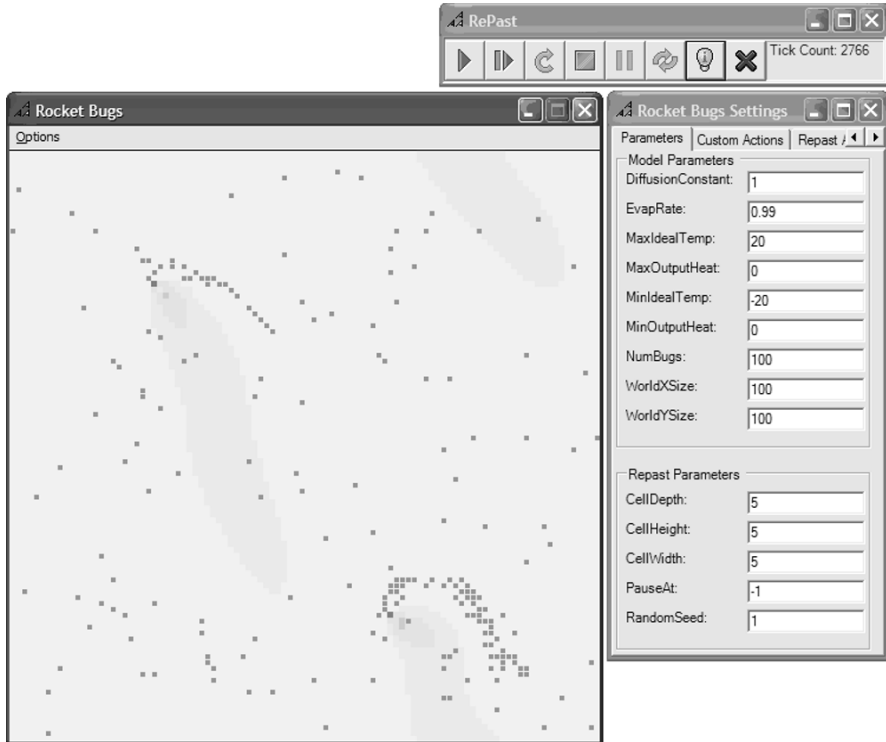 RePast
Tick Count: 2766
Rocket Bugs
Options
Rocket Bugs Settings
Parameters Custom Actions Repast A
Model Parameters
DiffusionConstant: 1
EvapRate: 0.99
MaxIdealTemp: 20
MaxOutputHeat: 0
MinIdealTemp: -20
MinOutputHeat: 0
NumBugs: 100
WorldXSize: 100
WorldYSize: 100
Repast Parameters
CellDepth: 5
CellHeight: 5
CellWidth: 5
PauseAt: -1
RandomSeed: 1